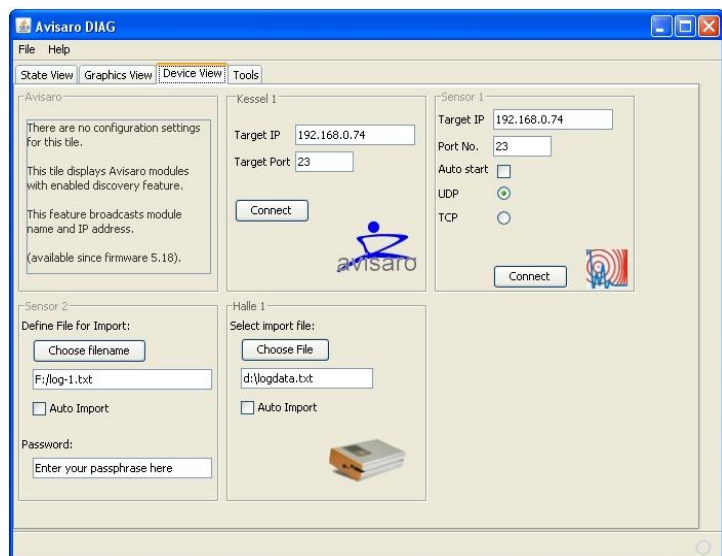 Avisaro DIAG
File Help
State View Graphics View Device View Tools
Avisaro
There are no configuration settings
for this tile.
This tile displays Avisaro modules
with enabled discovery feature.
This feature broadcasts module
name and IP address.
(available since firmware 5.18).
Kessel 1
Target IP 192.168.0.74
Target Port 23
Connect
avisaro
Sensor 1
Target IP 192.168.0.74
Port No. 23
Auto start
UDP
TCP
Connect
Sensor 2
Define File for Import:
Choose filename
F:/log-1.txt
Auto Import
Password:
Enter your passphrase here
Halle 1
Select import file:
Choose File
d:\logdata.txt
Auto Import